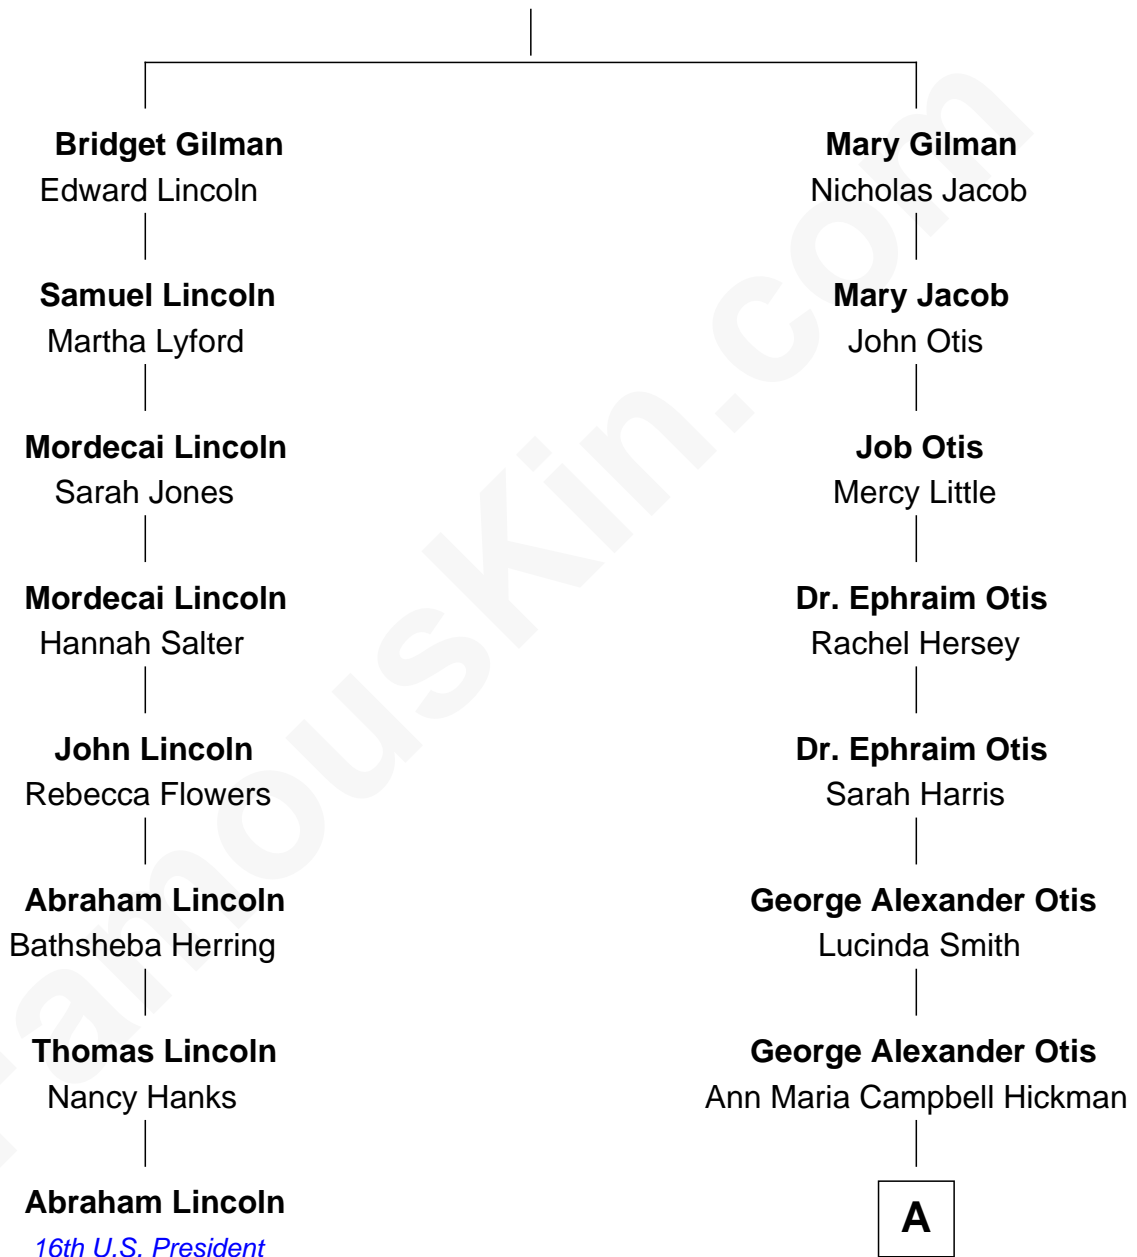 Bridget Gilman
Edward Lincoln
Samuel Lincoln
Martha Lyford
Mordecai Lincoln
Sarah Jones
Mordecai Lincoln
Hannah Salter
John Lincoln
Rebecca Flowers
Abraham Lincoln
Bathsheba Herring
Thomas Lincoln
Nancy Hanks
Abraham Lincoln
16th U.S. President
Mary Gilman
Nicholas Jacob
Mary Jacob
John Otis
Job Otis
Mercy Little
Dr. Ephraim Otis
Rachel Hersey
Dr. Ephraim Otis
Sarah Harris
George Alexander Otis
Lucinda Smith
George Alexander Otis
Ann Maria Campbell Hickman
A
FamousKin.com